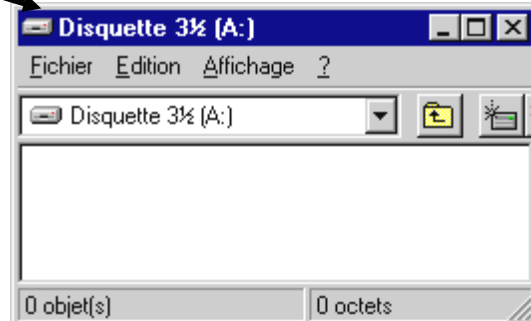 Disquette 3½ (A:)
Fichier Edition Affichage ?
Disquette 3½ (A:)
0 objet(s) 0 octets